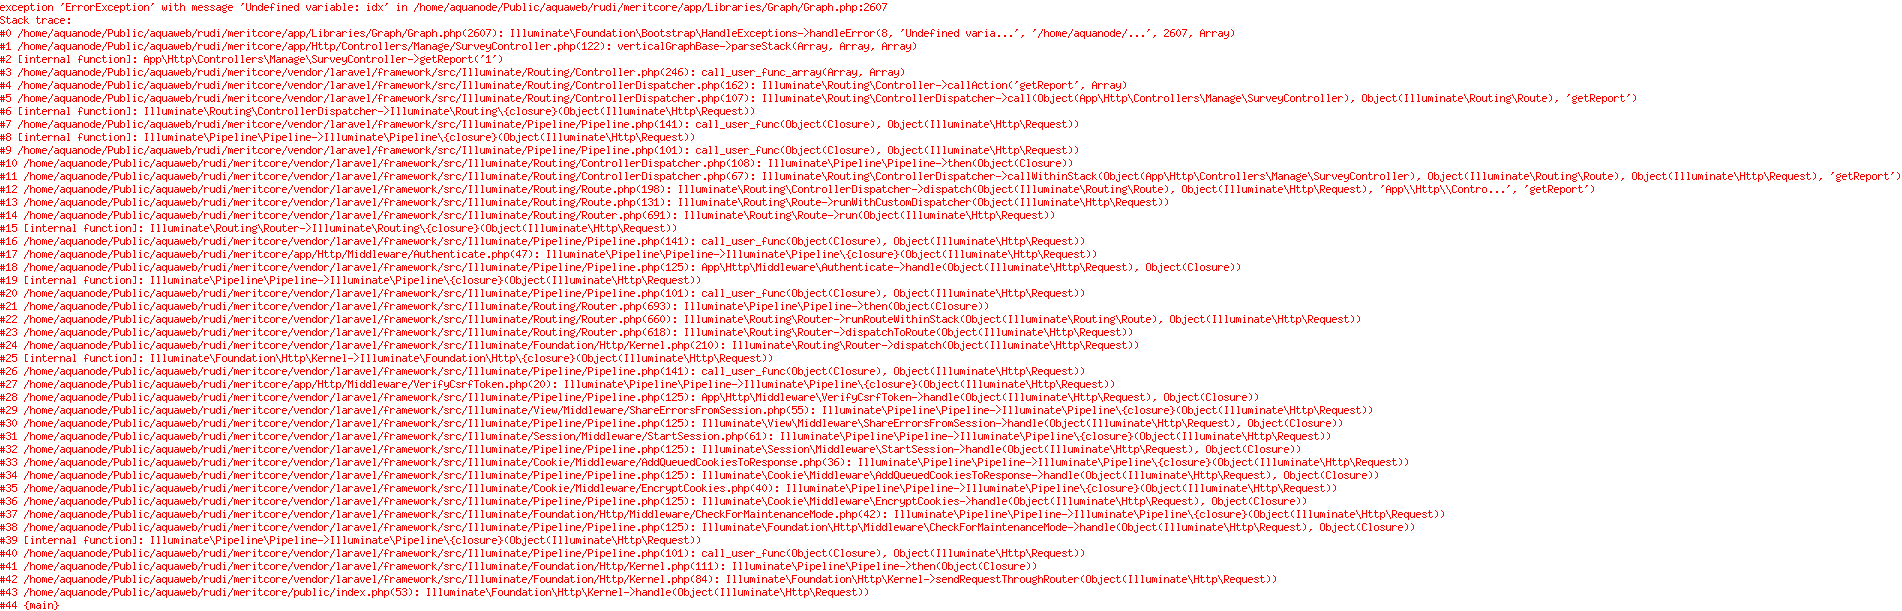 exception 'ErrorException' with message 'Undefined variable: idx' in /home/aquanode/Public/aquaweb/rudi/meritcore/app/Libraries/Graph/Graph.php:2607
Stack trace:
#0 /home/aquanode/Public/aquaweb/rudi/meritcore/app/Libraries/Graph/Graph.php(2607): Illuminate\Foundation\Bootstrap\HandleExceptions->handleError(8, 'Undefined varia...', '/home/aquanode/...', 2607, Array)
#1 /home/aquanode/Public/aquaweb/rudi/meritcore/app/Http/Controllers/Manage/SurveyController.php(122): verticalGraphBase->parseStack(Array, Array, Array)
#2 [internal function]: App\Http\Controllers\Manage\SurveyController->getReport('1')
#3 /home/aquanode/Public/aquaweb/rudi/meritcore/vendor/laravel/framework/src/Illuminate/Routing/Controller.php(246): call_user_func_array(Array, Array)
#4 /home/aquanode/Public/aquaweb/rudi/meritcore/vendor/laravel/framework/src/Illuminate/Routing/ControllerDispatcher.php(162): Illuminate\Routing\Controller->callAction('getReport', Array)
#5 /home/aquanode/Public/aquaweb/rudi/meritcore/vendor/laravel/framework/src/Illuminate/Routing/ControllerDispatcher.php(107): Illuminate\Routing\ControllerDispatcher->call(Object(App\Http\Controllers\Manage\SurveyController), Object(Illuminate\Routing\Route), 'getReport')
#6 [internal function]: Illuminate\Routing\ControllerDispatcher->Illuminate\Routing\{closure}(Object(Illuminate\Http\Request))
#7 /home/aquanode/Public/aquaweb/rudi/meritcore/vendor/laravel/framework/src/Illuminate/Pipeline/Pipeline.php(141): call_user_func(Object(Closure), Object(Illuminate\Http\Request))
#8 [internal function]: Illuminate\Pipeline\Pipeline->Illuminate\Pipeline\{closure}(Object(Illuminate\Http\Request))
#9 /home/aquanode/Public/aquaweb/rudi/meritcore/vendor/laravel/framework/src/Illuminate/Pipeline/Pipeline.php(101): call_user_func(Object(Closure), Object(Illuminate\Http\Request))
#10 /home/aquanode/Public/aquaweb/rudi/meritcore/vendor/laravel/framework/src/Illuminate/Routing/ControllerDispatcher.php(108): Illuminate\Pipeline\Pipeline->then(Object(Closure))
#11 /home/aquanode/Public/aquaweb/rudi/meritcore/vendor/laravel/framework/src/Illuminate/Routing/ControllerDispatcher.php(67): Illuminate\Routing\ControllerDispatcher->callWithinStack(Object(App\Http\Controllers\Manage\SurveyController), Object(Illuminate\Routing\Route), Object(Illuminate\Http\Request), 'getReport')
#12 /home/aquanode/Public/aquaweb/rudi/meritcore/vendor/laravel/framework/src/Illuminate/Routing/Route.php(198): Illuminate\Routing\ControllerDispatcher->dispatch(Object(Illuminate\Routing\Route), Object(Illuminate\Http\Request), 'App\\Http\\Contro...', 'getReport')
#13 /home/aquanode/Public/aquaweb/rudi/meritcore/vendor/laravel/framework/src/Illuminate/Routing/Route.php(131): Illuminate\Routing\Route->runWithCustomDispatcher(Object(Illuminate\Http\Request))
#14 /home/aquanode/Public/aquaweb/rudi/meritcore/vendor/laravel/framework/src/Illuminate/Routing/Router.php(691): Illuminate\Routing\Route->run(Object(Illuminate\Http\Request))
#15 [internal function]: Illuminate\Routing\Router->Illuminate\Routing\{closure}(Object(Illuminate\Http\Request))
#16 /home/aquanode/Public/aquaweb/rudi/meritcore/vendor/laravel/framework/src/Illuminate/Pipeline/Pipeline.php(141): call_user_func(Object(Closure), Object(Illuminate\Http\Request))
#17 /home/aquanode/Public/aquaweb/rudi/meritcore/app/Http/Middleware/Authenticate.php(47): Illuminate\Pipeline\Pipeline->Illuminate\Pipeline\{closure}(Object(Illuminate\Http\Request))
#18 /home/aquanode/Public/aquaweb/rudi/meritcore/vendor/laravel/framework/src/Illuminate/Pipeline/Pipeline.php(125): App\Http\Middleware\Authenticate->handle(Object(Illuminate\Http\Request), Object(Closure))
#19 [internal function]: Illuminate\Pipeline\Pipeline->Illuminate\Pipeline\{closure}(Object(Illuminate\Http\Request))
#20 /home/aquanode/Public/aquaweb/rudi/meritcore/vendor/laravel/framework/src/Illuminate/Pipeline/Pipeline.php(101): call_user_func(Object(Closure), Object(Illuminate\Http\Request))
#21 /home/aquanode/Public/aquaweb/rudi/meritcore/vendor/laravel/framework/src/Illuminate/Routing/Router.php(693): Illuminate\Pipeline\Pipeline->then(Object(Closure))
#22 /home/aquanode/Public/aquaweb/rudi/meritcore/vendor/laravel/framework/src/Illuminate/Routing/Router.php(660): Illuminate\Routing\Router->runRouteWithinStack(Object(Illuminate\Routing\Route), Object(Illuminate\Http\Request))
#23 /home/aquanode/Public/aquaweb/rudi/meritcore/vendor/laravel/framework/src/Illuminate/Routing/Router.php(618): Illuminate\Routing\Router->dispatchToRoute(Object(Illuminate\Http\Request))
#24 /home/aquanode/Public/aquaweb/rudi/meritcore/vendor/laravel/framework/src/Illuminate/Foundation/Http/Kernel.php(210): Illuminate\Routing\Router->dispatch(Object(Illuminate\Http\Request))
#25 [internal function]: Illuminate\Foundation\Http\Kernel->Illuminate\Foundation\Http\{closure}(Object(Illuminate\Http\Request))
#26 /home/aquanode/Public/aquaweb/rudi/meritcore/vendor/laravel/framework/src/Illuminate/Pipeline/Pipeline.php(141): call_user_func(Object(Closure), Object(Illuminate\Http\Request))
#27 /home/aquanode/Public/aquaweb/rudi/meritcore/app/Http/Middleware/VerifyCsrfToken.php(20): Illuminate\Pipeline\Pipeline->Illuminate\Pipeline\{closure}(Object(Illuminate\Http\Request))
#28 /home/aquanode/Public/aquaweb/rudi/meritcore/vendor/laravel/framework/src/Illuminate/Pipeline/Pipeline.php(125): App\Http\Middleware\VerifyCsrfToken->handle(Object(Illuminate\Http\Request), Object(Closure))
#29 /home/aquanode/Public/aquaweb/rudi/meritcore/vendor/laravel/framework/src/Illuminate/View/Middleware/ShareErrorsFromSession.php(55): Illuminate\Pipeline\Pipeline->Illuminate\Pipeline\{closure}(Object(Illuminate\Http\Request))
#30 /home/aquanode/Public/aquaweb/rudi/meritcore/vendor/laravel/framework/src/Illuminate/Pipeline/Pipeline.php(125): Illuminate\View\Middleware\ShareErrorsFromSession->handle(Object(Illuminate\Http\Request), Object(Closure))
#31 /home/aquanode/Public/aquaweb/rudi/meritcore/vendor/laravel/framework/src/Illuminate/Session/Middleware/StartSession.php(61): Illuminate\Pipeline\Pipeline->Illuminate\Pipeline\{closure}(Object(Illuminate\Http\Request))
#32 /home/aquanode/Public/aquaweb/rudi/meritcore/vendor/laravel/framework/src/Illuminate/Pipeline/Pipeline.php(125): Illuminate\Session\Middleware\StartSession->handle(Object(Illuminate\Http\Request), Object(Closure))
#33 /home/aquanode/Public/aquaweb/rudi/meritcore/vendor/laravel/framework/src/Illuminate/Cookie/Middleware/AddQueuedCookiesToResponse.php(36): Illuminate\Pipeline\Pipeline->Illuminate\Pipeline\{closure}(Object(Illuminate\Http\Request))
#34 /home/aquanode/Public/aquaweb/rudi/meritcore/vendor/laravel/framework/src/Illuminate/Pipeline/Pipeline.php(125): Illuminate\Cookie\Middleware\AddQueuedCookiesToResponse->handle(Object(Illuminate\Http\Request), Object(Closure))
#35 /home/aquanode/Public/aquaweb/rudi/meritcore/vendor/laravel/framework/src/Illuminate/Cookie/Middleware/EncryptCookies.php(40): Illuminate\Pipeline\Pipeline->Illuminate\Pipeline\{closure}(Object(Illuminate\Http\Request))
#36 /home/aquanode/Public/aquaweb/rudi/meritcore/vendor/laravel/framework/src/Illuminate/Pipeline/Pipeline.php(125): Illuminate\Cookie\Middleware\EncryptCookies->handle(Object(Illuminate\Http\Request), Object(Closure))
#37 /home/aquanode/Public/aquaweb/rudi/meritcore/vendor/laravel/framework/src/Illuminate/Foundation/Http/Middleware/CheckForMaintenanceMode.php(42): Illuminate\Pipeline\Pipeline->Illuminate\Pipeline\{closure}(Object(Illuminate\Http\Request))
#38 /home/aquanode/Public/aquaweb/rudi/meritcore/vendor/laravel/framework/src/Illuminate/Pipeline/Pipeline.php(125): Illuminate\Foundation\Http\Middleware\CheckForMaintenanceMode->handle(Object(Illuminate\Http\Request), Object(Closure))
#39 [internal function]: Illuminate\Pipeline\Pipeline->Illuminate\Pipeline\{closure}(Object(Illuminate\Http\Request))
#40 /home/aquanode/Public/aquaweb/rudi/meritcore/vendor/laravel/framework/src/Illuminate/Pipeline/Pipeline.php(101): call_user_func(Object(Closure), Object(Illuminate\Http\Request))
#41 /home/aquanode/Public/aquaweb/rudi/meritcore/vendor/laravel/framework/src/Illuminate/Foundation/Http/Kernel.php(111): Illuminate\Pipeline\Pipeline->then(Object(Closure))
#42 /home/aquanode/Public/aquaweb/rudi/meritcore/vendor/laravel/framework/src/Illuminate/Foundation/Http/Kernel.php(84): Illuminate\Foundation\Http\Kernel->sendRequestThroughRouter(Object(Illuminate\Http\Request))
#43 /home/aquanode/Public/aquaweb/rudi/meritcore/public/index.php(53): Illuminate\Foundation\Http\Kernel->handle(Object(Illuminate\Http\Request))
#44 {main}